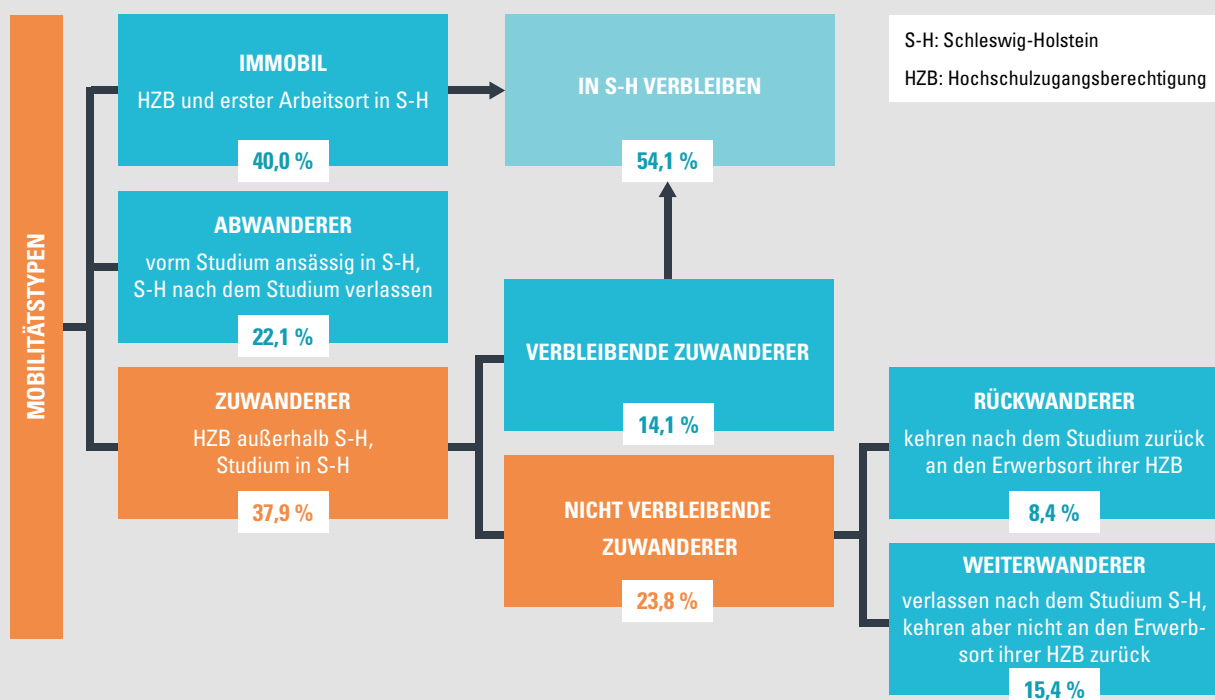 MOBILITÄTSTYPEN
IMMOBIL
HZB und erster Arbeitsort in S-H
40,0 %
ABWANDERER
vorm Studium ansässig in S-H,
S-H nach dem Studium verlassen
22,1 %
ZUWANDERER
HZB außerhalb S-H,
Studium in S-H
37,9 %
IN S-H VERBLEIBEN
54,1 %
VERBLEIBENDE ZUWANDERER
14,1 %
NICHT VERBLEIBENDE
ZUWANDERER
23,8 %
S-H: Schleswig-Holstein
HZB: Hochschulzugangsberechtigung
RÜCKWANDERER
kehren nach dem Studium zurück
an den Erwerbsort ihrer HZB
8,4 %
WEITERWANDERER
verlassen nach dem Studium S-H,
kehren aber nicht an den Erwerb-
sort ihrer HZB zurück
15,4 %